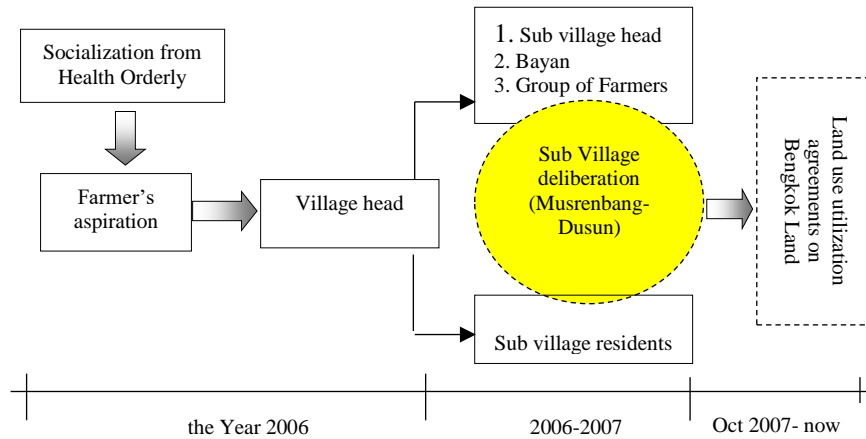 Socialization from
Health Orderly
Farmer's
aspiration
Village head
1. Sub village head
2. Bayan
3. Group of Farmers
Sub Village
deliberation
(Musrenbang-
Dusun)
Sub village residents
Land use utilization
agreements on
Bengkok Land
the Year 2006
2006-2007
Oct 2007- now